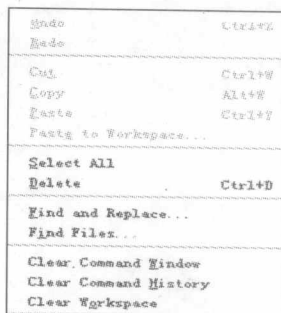 Undo Ctrl+Z
Redo
Cut Ctrl+W
Copy Alt+W
Paste Ctrl+Y
Paste to Workspace...
Select All
Delete Ctrl+D
Find and Replace...
Find Files...
Clear Command Window
Clear Command History
Clear Workspace